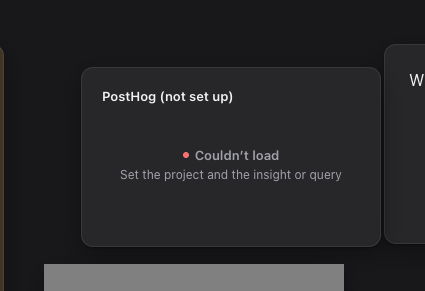 PostHog (not set up)
W
Couldn’t load
Set the project and the insight or query